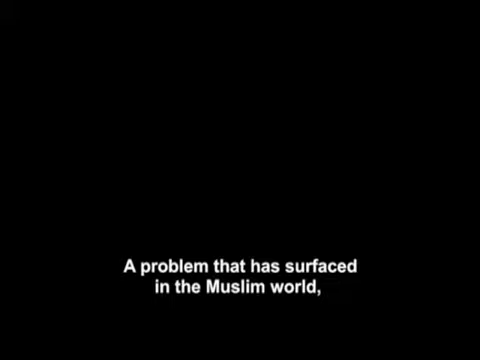 A problem that has surfaced
in the Muslim world,